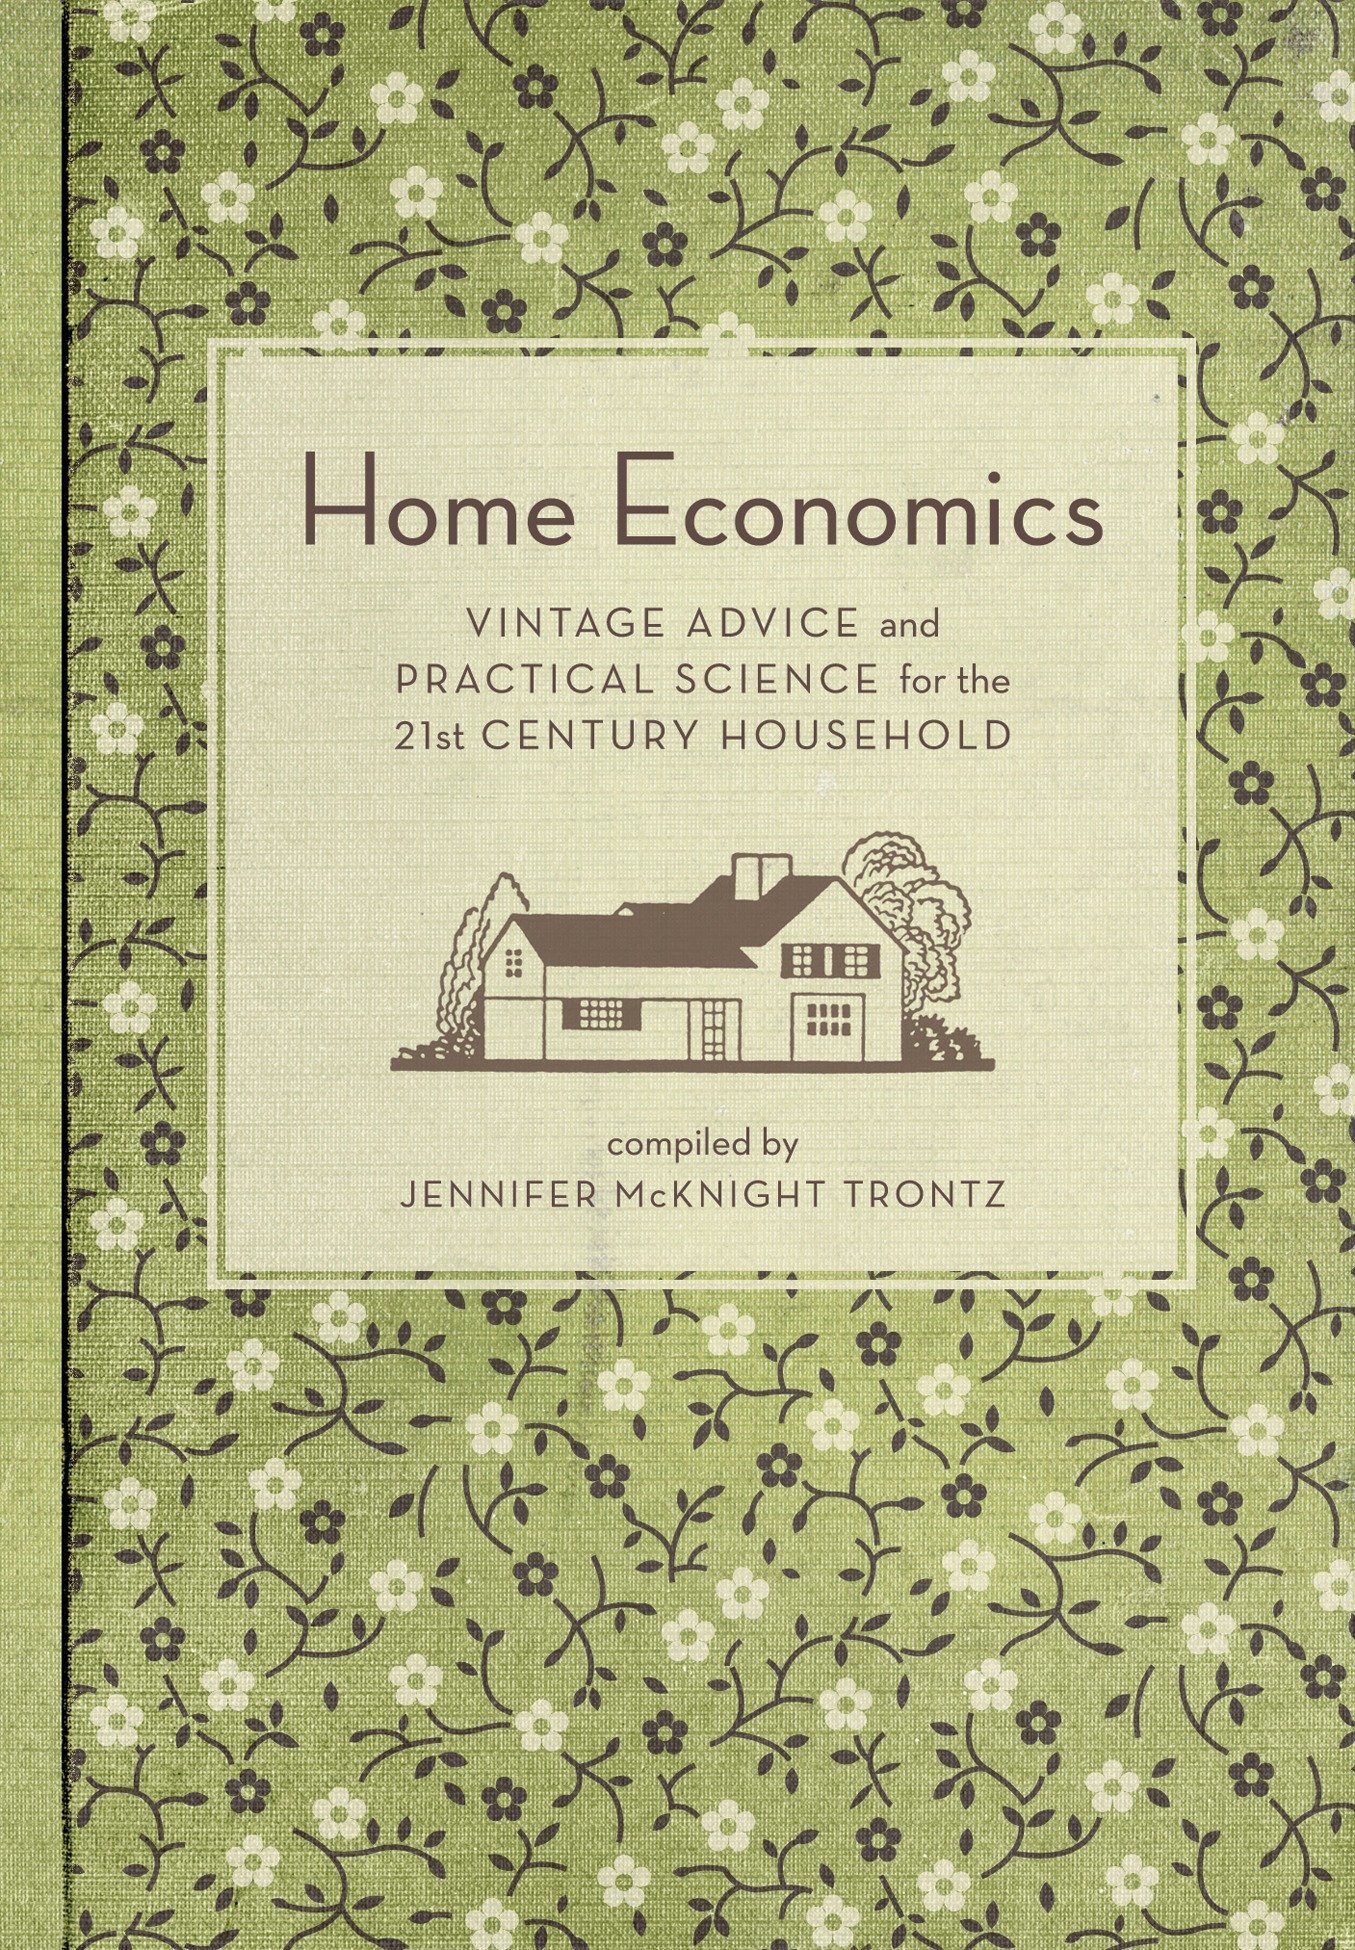 Home Economics
VINTAGE ADVICE and
PRACTICAL SCIENCE for the
21st CENTURY HOUSEHOLD
compiled by
JENNIFER McKNIGHT TRONTZ